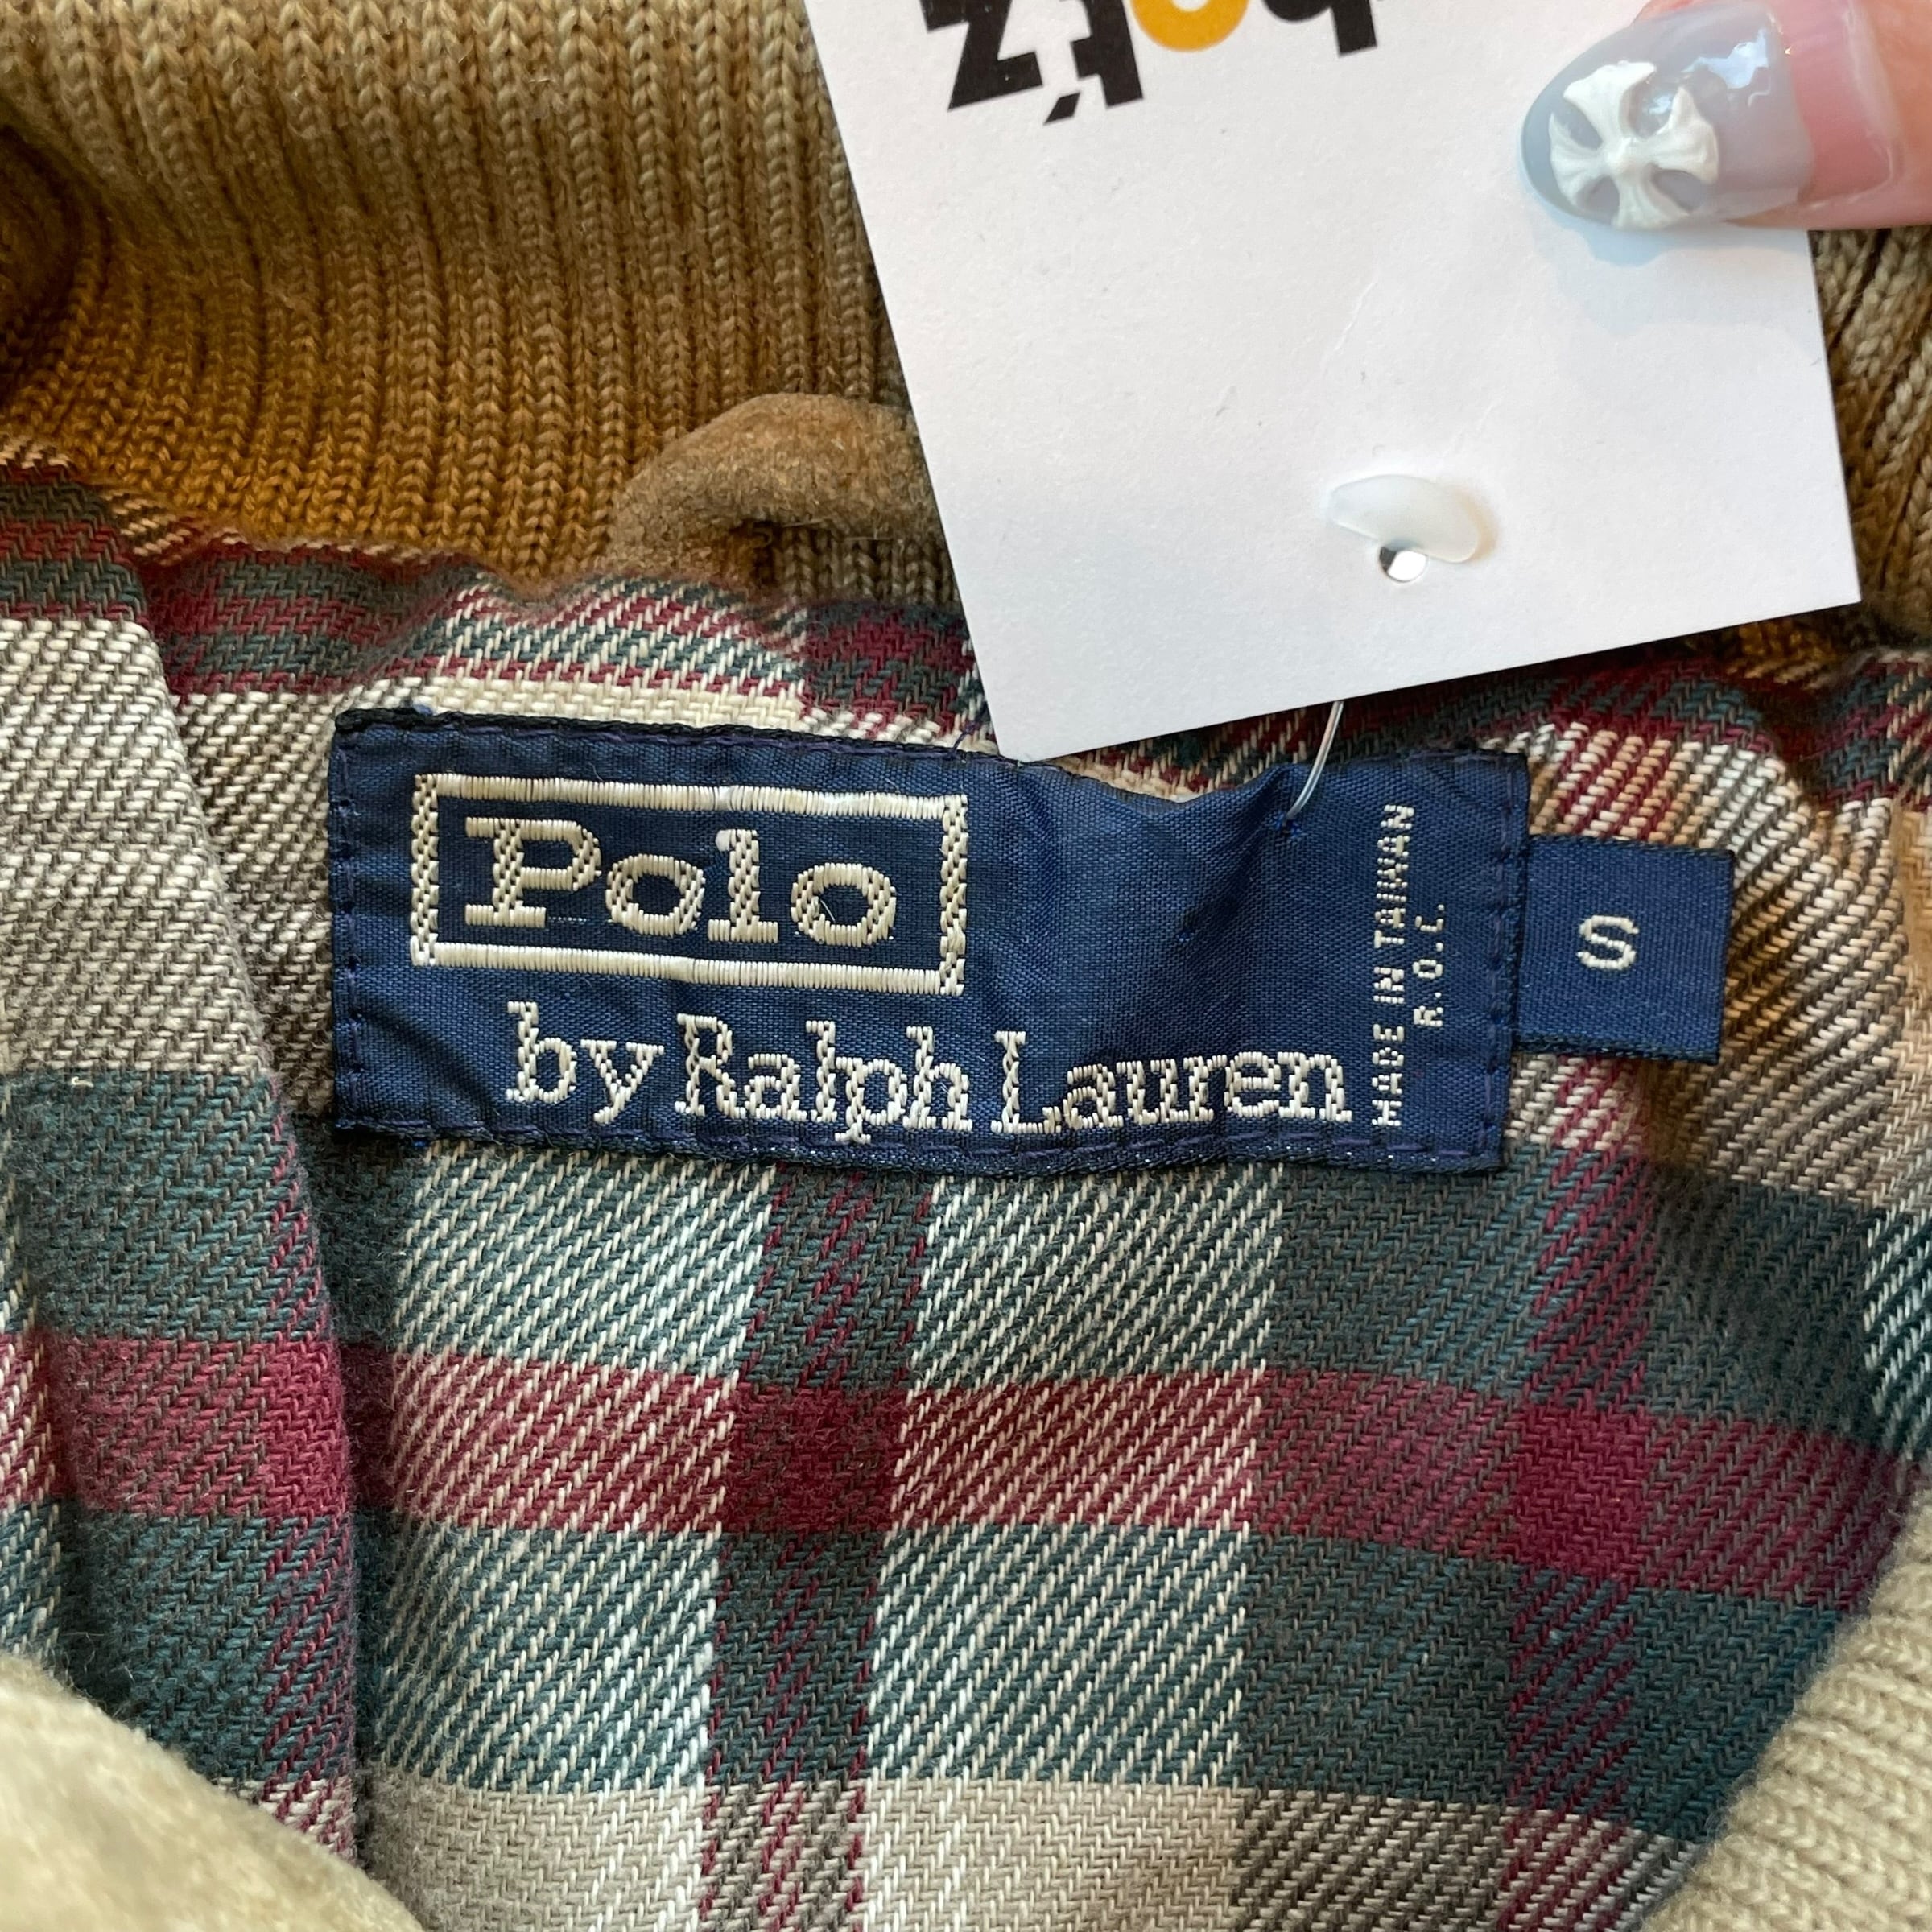 Polo
by Ralph Lauren
MADE IN TAIWAN
R.O.C.
S